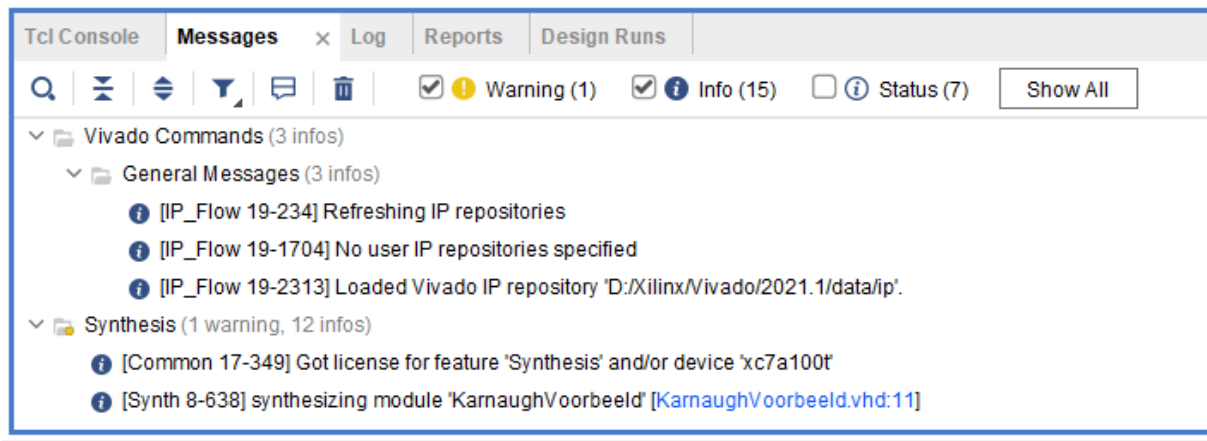 Tcl Console Messages × Log Reports Design Runs
Warning (1) Info (15) Status (7) Show All
Vivado Commands (3 infos)
General Messages (3 infos)
[IP_Flow 19-234] Refreshing IP repositories
[IP_Flow 19-1704] No user IP repositories specified
[IP_Flow 19-2313] Loaded Vivado IP repository 'D:/Xilinx/Vivado/2021.1/data/ip'.
Synthesis (1 warning, 12 infos)
[Common 17-349] Got license for feature 'Synthesis' and/or device 'xc7a100t'
[Synth 8-638] synthesizing module 'KarnaughVoorbeeld' [KarnaughVoorbeeld.vhd:11]